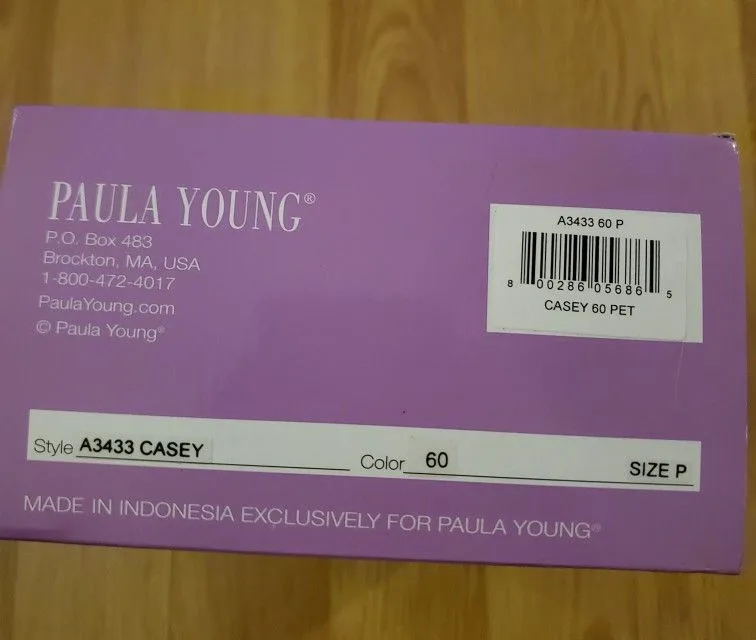 PAULA YOUNG®
P.O. Box 483
Brockton, MA, USA
1-800-472-4017
PaulaYoung.com
© Paula Young®
A3433 60 P
8 00286 05686 5
CASEY 60 PET
Style A3433 CASEY Color 60 SIZE P
MADE IN INDONESIA EXCLUSIVELY FOR PAULA YOUNG®